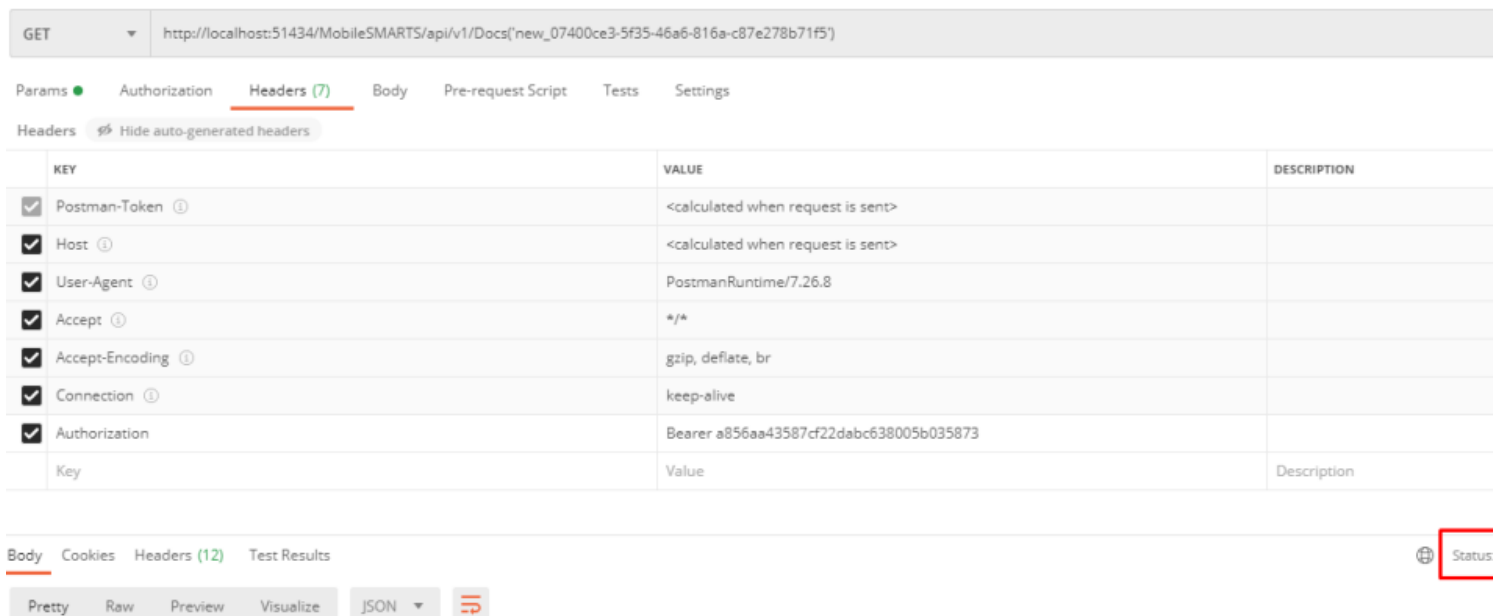 GET http://localhost:51434/MobileSMARTS/api/v1/Docs('new_07400ce3-5f35-46a6-816a-c87e278b71f5')
Params Authorization Headers (7) Body Pre-request Script Tests Settings
Headers Hide auto-generated headers
KEY VALUE DESCRIPTION
Postman-Token <calculated when request is sent>
Host <calculated when request is sent>
User-Agent PostmanRuntime/7.26.8
Accept */*
Accept-Encoding gzip, deflate, br
Connection keep-alive
Authorization Bearer a856aa43587cf22dabc638005b035873
Key Value Description
Body Cookies Headers (12) Test Results Status:
Pretty Raw Preview Visualize JSON